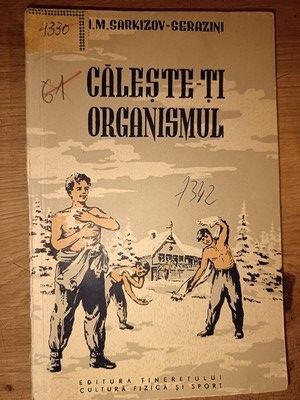 4330
I.M. SARKIZOV-SERAZINI
61
CĂLEȘTE-ȚI
ORGANISMUL
1342
EDITURA TINERETULUI
CULTURĂ FIZICĂ ȘI SPORT